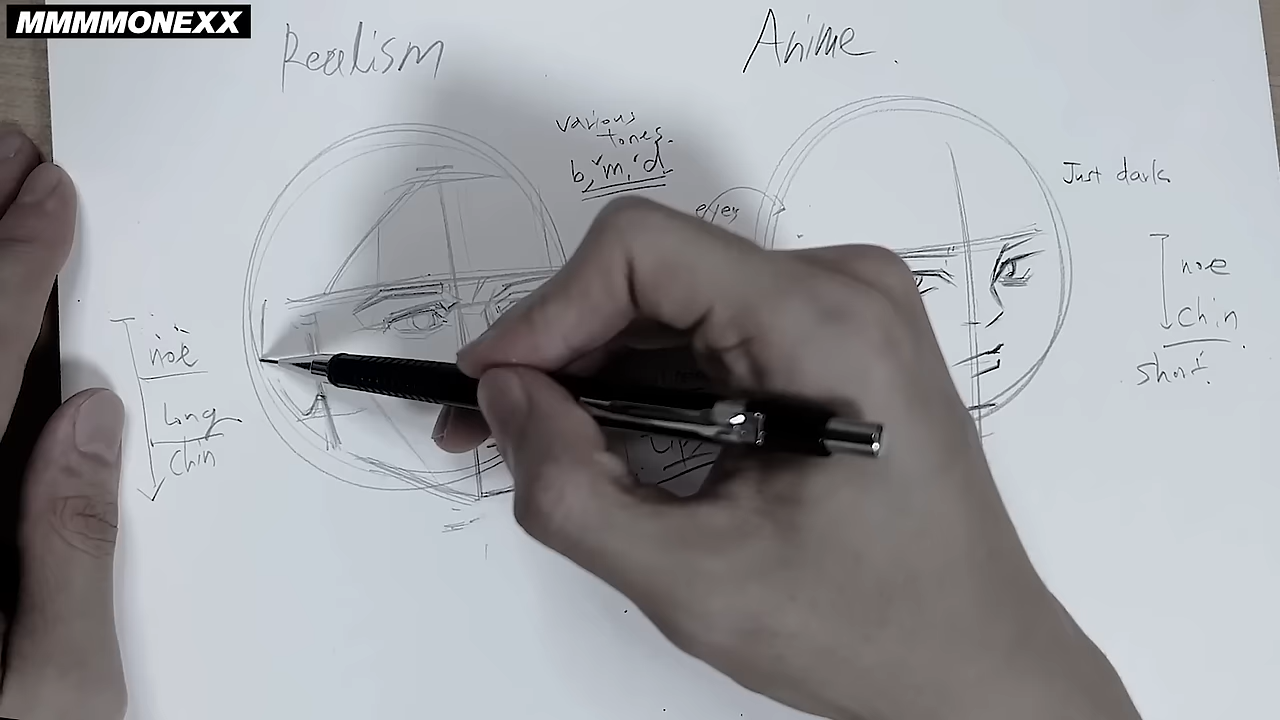 MMMMONEXX
Realism
Anime.
various
tones.
b, m, d
eyes
Just dark
nose
Long
Chin
nose
Chin
short.